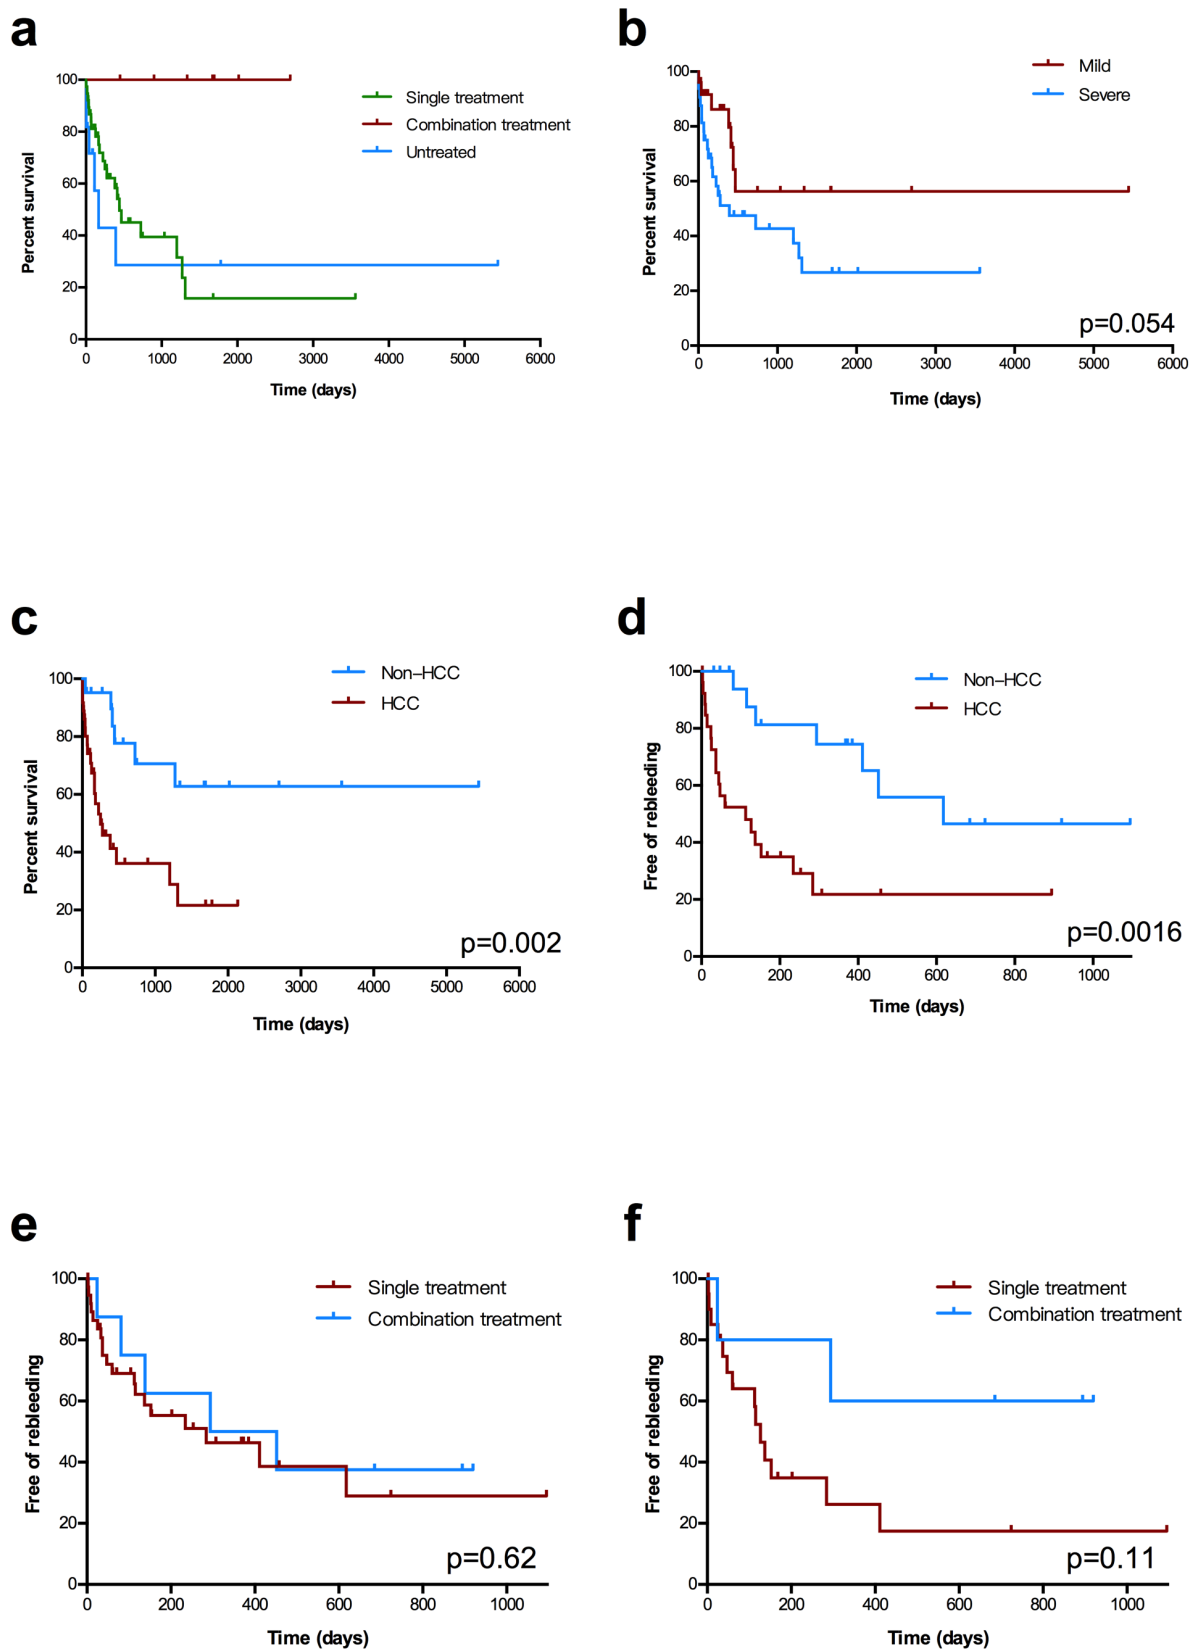 a
Single treatment
Combination treatment
Untreated
Percent survival
100
80
60
40
20
0
0 1000 2000 3000 4000 5000 6000
Time (days)
b
Mild
Severe
Percent survival
100
80
60
40
20
0
p=0.054
0 1000 2000 3000 4000 5000 6000
Time (days)
c
Non-HCC
HCC
Percent survival
100
80
60
40
20
0
p=0.002
0 1000 2000 3000 4000 5000 6000
Time (days)
d
Non-HCC
HCC
Free of rebleeding
100
80
60
40
20
0
p=0.0016
0 200 400 600 800 1000
Time (days)
e
Single treatment
Combination treatment
Free of rebleeding
100
80
60
40
20
0
p=0.62
0 200 400 600 800 1000
Time (days)
f
Single treatment
Combination treatment
Free of rebleeding
100
80
60
40
20
0
p=0.11
0 200 400 600 800 1000
Time (days)